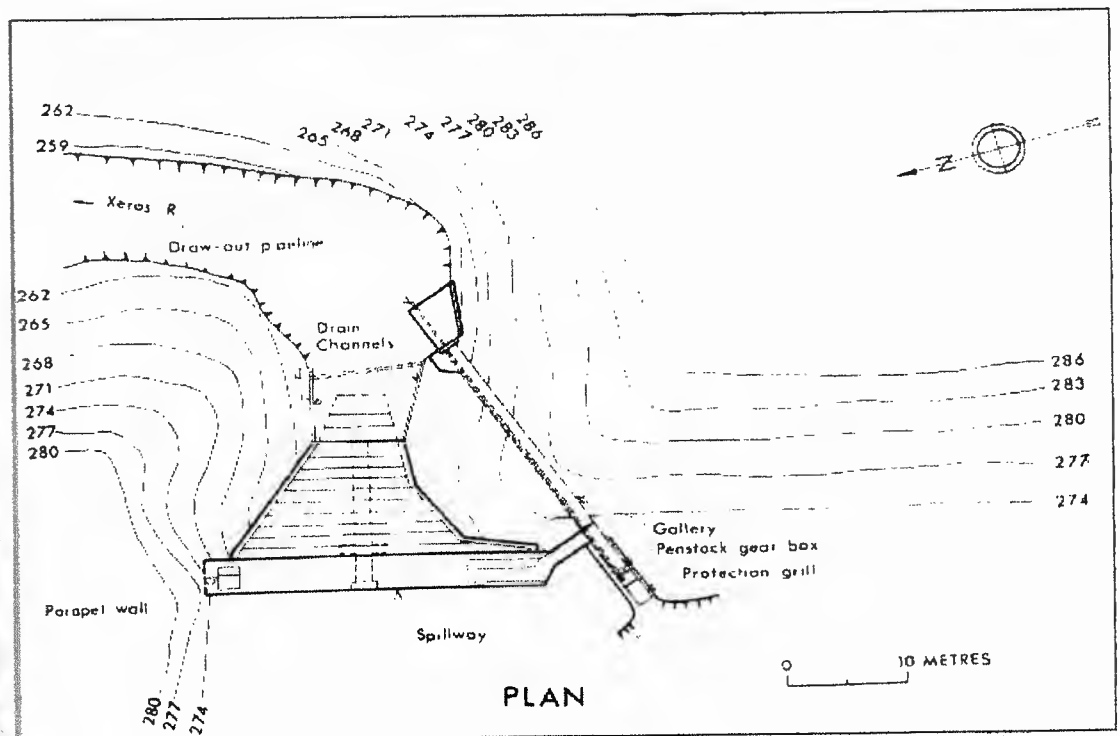 262
259
265 268 271 274 277 280 283 286
N
Xeros R
Draw-out pipeline
262
265
268
271
274
277
280
Drain
Channels
286
283
280
277
274
Gallery
Penstock gear box
Protection grill
Parapet wall
Spillway
0 10 METRES
PLAN
280 277 274